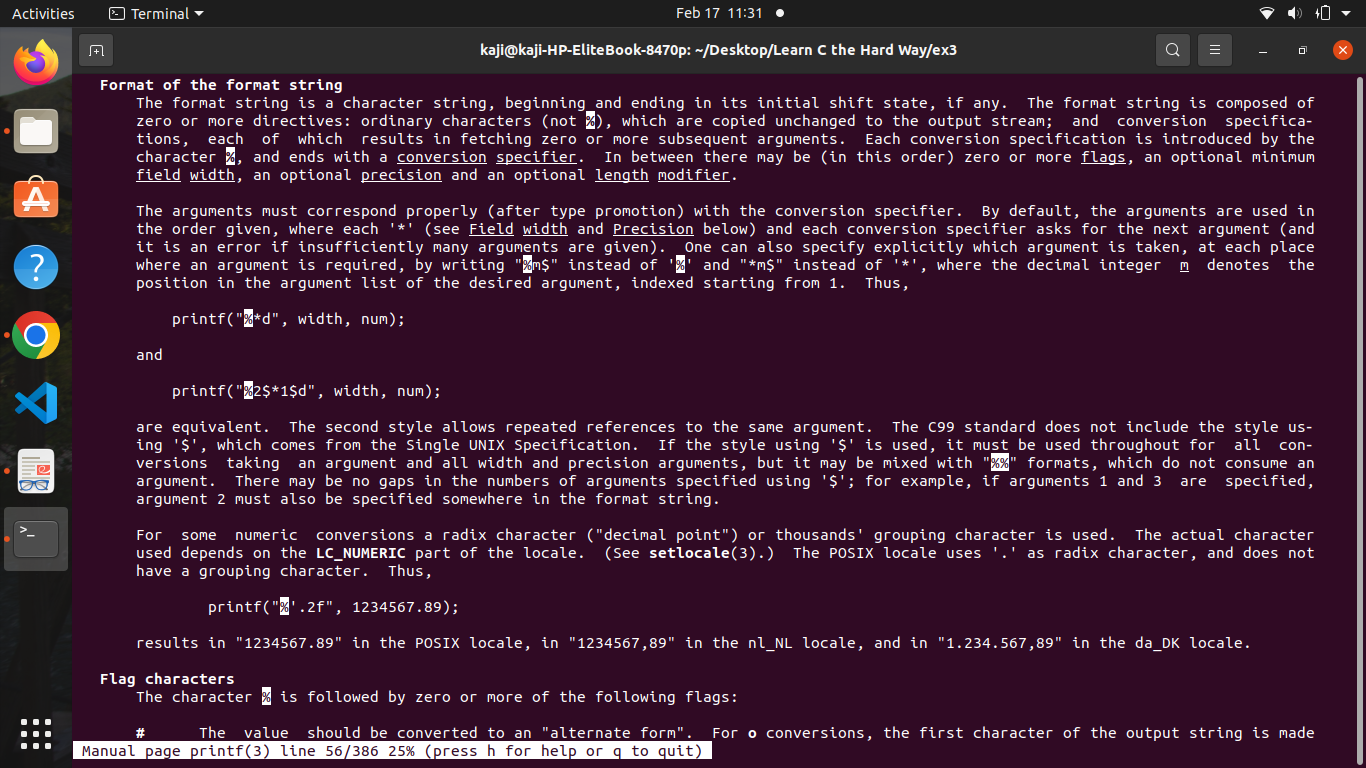 Activities Terminal Feb 17 11:31
kaji@kaji-HP-EliteBook-8470p: ~/Desktop/Learn C the Hard Way/ex3
Format of the format string
The format string is a character string, beginning and ending in its initial shift state, if any.  The format string is composed of
zero or more directives: ordinary characters (not %), which are copied unchanged to the output stream;  and  conversion  specifica-
tions,  each  of  which  results in fetching zero or more subsequent arguments.  Each conversion specification is introduced by the
character %, and ends with a conversion specifier.  In between there may be (in this order) zero or more flags, an optional minimum
field width, an optional precision and an optional length modifier.
The arguments must correspond properly (after type promotion) with the conversion specifier.  By default, the arguments are used in
the order given, where each '*' (see Field width and Precision below) and each conversion specifier asks for the next argument (and
it is an error if insufficiently many arguments are given).  One can also specify explicitly which argument is taken, at each place
where an argument is required, by writing "%m$" instead of '%' and "*m$" instead of '*', where the decimal integer  m  denotes  the
position in the argument list of the desired argument, indexed starting from 1.  Thus,
printf("%*d", width, num);
and
printf("%2$*1$d", width, num);
are equivalent.  The second style allows repeated references to the same argument.  The C99 standard does not include the style us-
ing '$', which comes from the Single UNIX Specification.  If the style using '$' is used, it must be used throughout for  all  con-
versions  taking  an argument and all width and precision arguments, but it may be mixed with "%%" formats, which do not consume an
argument.  There may be no gaps in the numbers of arguments specified using '$'; for example, if arguments 1 and 3  are  specified,
argument 2 must also be specified somewhere in the format string.
For  some  numeric  conversions a radix character ("decimal point") or thousands' grouping character is used.  The actual character
used depends on the LC_NUMERIC part of the locale.  (See setlocale(3).)  The POSIX locale uses '.' as radix character, and does not
have a grouping character.  Thus,
printf("%'.2f", 1234567.89);
results in "1234567.89" in the POSIX locale, in "1234567,89" in the nl_NL locale, and in "1.234.567,89" in the da_DK locale.
Flag characters
The character % is followed by zero or more of the following flags:
#      The  value  should be converted to an "alternate form".  For o conversions, the first character of the output string is made
Manual page printf(3) line 56/386 25% (press h for help or q to quit)